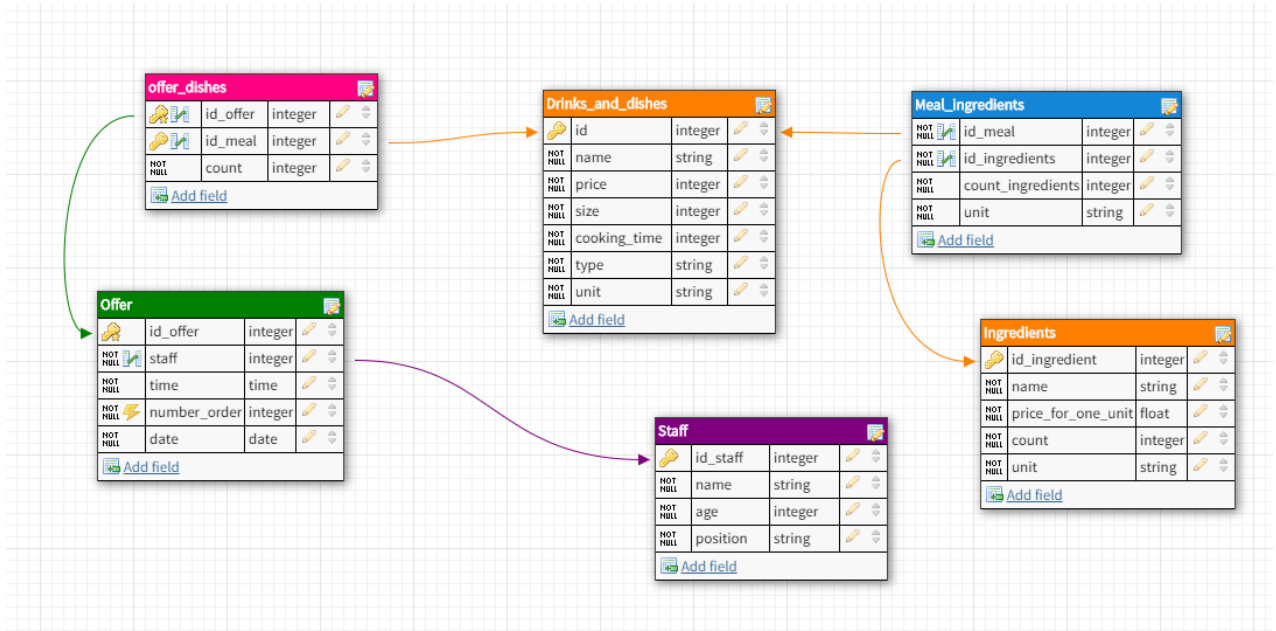 offer_dishes
id_offer integer
id_meal integer
NOT NULL count integer
Add field
Drinks_and_dishes
id integer
NOT NULL name string
NOT NULL price integer
NOT NULL size integer
NOT NULL cooking_time integer
NOT NULL type string
NOT NULL unit string
Add field
Meal_ingredients
NOT NULL id_meal integer
NOT NULL id_ingredients integer
NOT NULL count_ingredients integer
NOT NULL unit string
Add field
Offer
id_offer integer
NOT NULL staff integer
NOT NULL time time
NOT NULL number_order integer
NOT NULL date date
Add field
Ingredients
id_ingredient integer
NOT NULL name string
NOT NULL price_for_one_unit float
NOT NULL count integer
NOT NULL unit string
Add field
Staff
id_staff integer
NOT NULL name string
NOT NULL age integer
NOT NULL position string
Add field